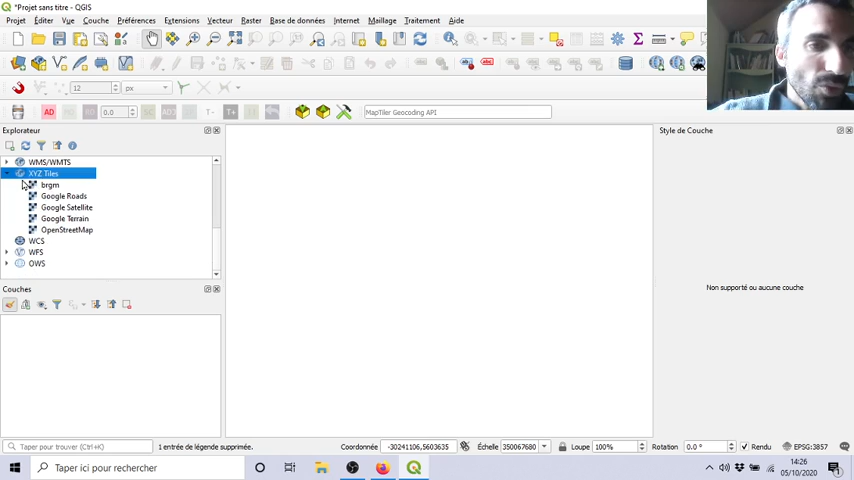 *Projet sans titre - QGIS
Projet Éditer Vue Couche Préférences Extensions Vecteur Raster Base de données Internet Maillage Traitement Aide
12 px
AD 0.0 T- T+ MapTiler Geocoding API
Explorateur
Style de Couche
WMS/WMTS
XYZ Tiles
brgm
Google Roads
Google Satellite
Google Terrain
OpenStreetMap
WCS
WFS
OWS
Couches
Non supporté ou aucune couche
Taper pour trouver (Ctrl+K) 1 entrée de légende supprimée. Coordonnée -30241106,5603635 Échelle 350067680 Loupe 100% Rotation 0.0 ° Rendu EPSG:3857
Taper ici pour rechercher
14:26
05/10/2020